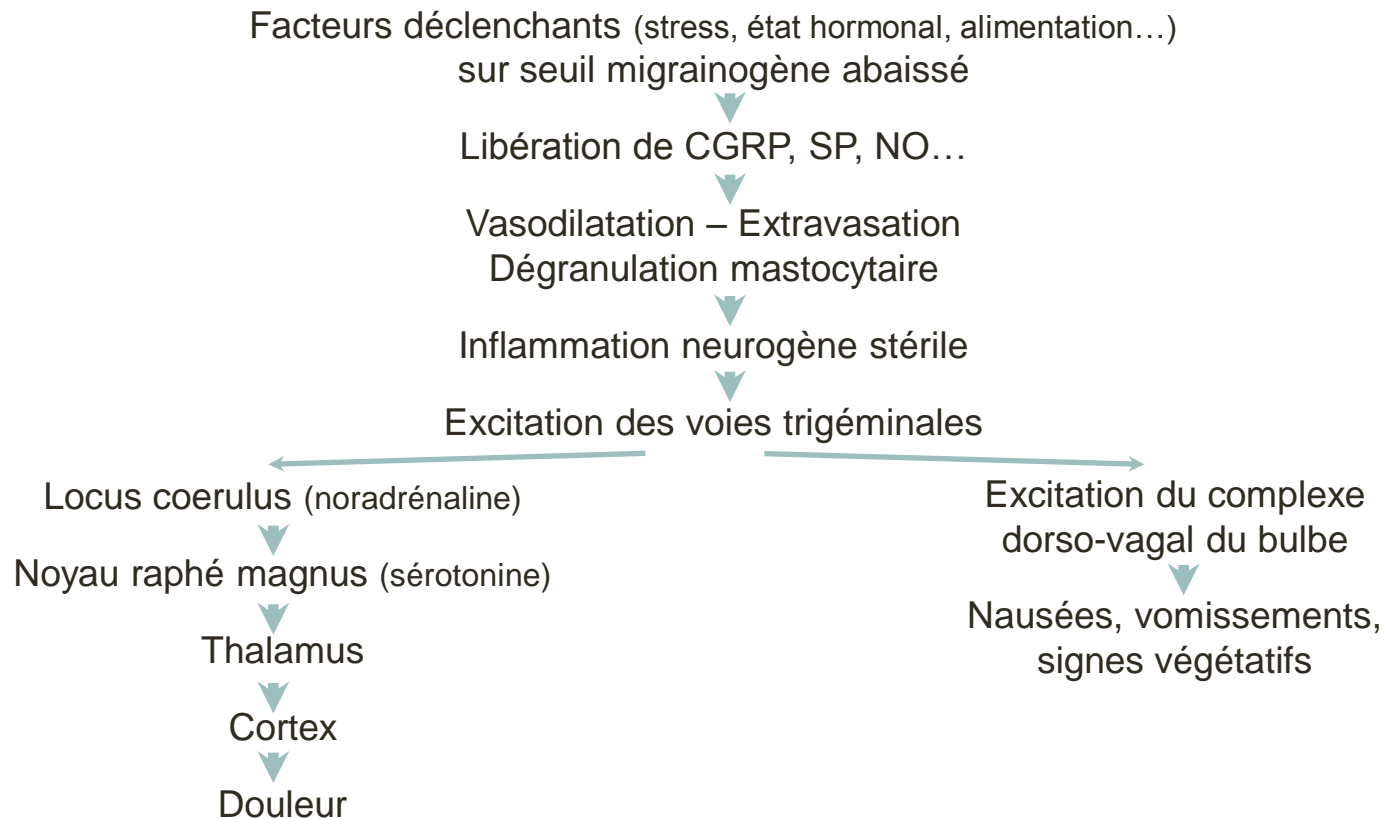 Facteurs déclenchants (stress, état hormonal, alimentation…)
sur seuil migrainogène abaissé
Libération de CGRP, SP, NO…
Vasodilatation – Extravasation
Dégranulation mastocytaire
Inflammation neurogène stérile
Excitation des voies trigéminales
Locus coerulus (noradrénaline)
Noyau raphé magnus (sérotonine)
Thalamus
Cortex
Douleur
Excitation du complexe
dorso-vagal du bulbe
Nausées, vomissements,
signes végétatifs